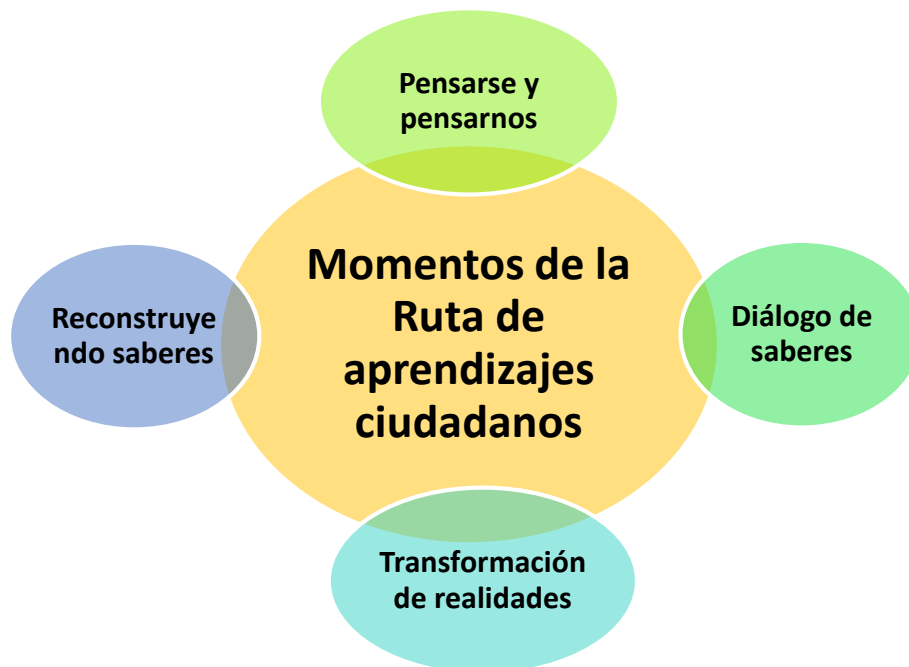 Pensarse y
pensarnos
Momentos de la
Ruta de
aprendizajes
ciudadanos
Diálogo de
saberes
Transformación
de realidades
Reconstruye
ndo saberes